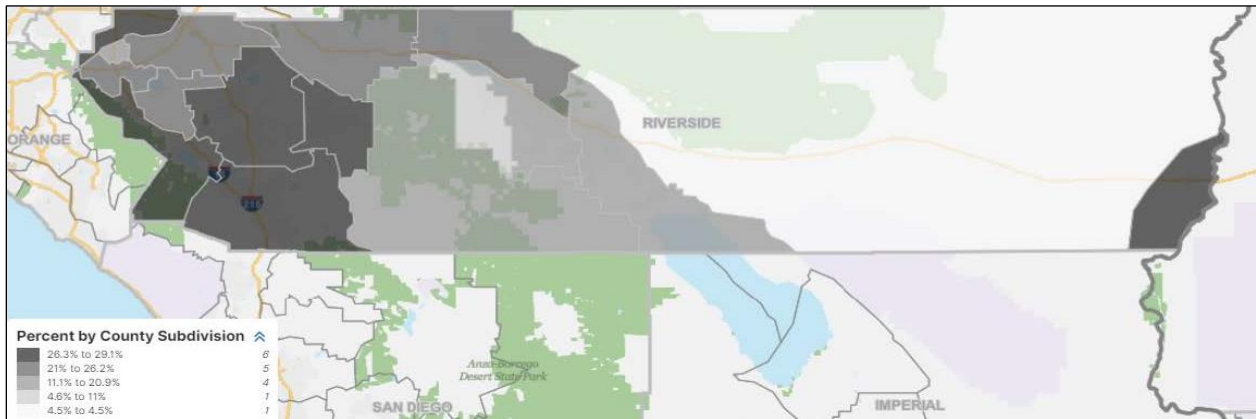 RIVERSIDE
ORANGE
215
Percent by County Subdivision
26.3% to 29.1% 6
21% to 26.2% 5
11.1% to 20.9% 4
4.6% to 11% 1
4.5% to 4.5% 1
Anza-Borrego
Desert State Park
SAN DIEGO
IMPERIAL